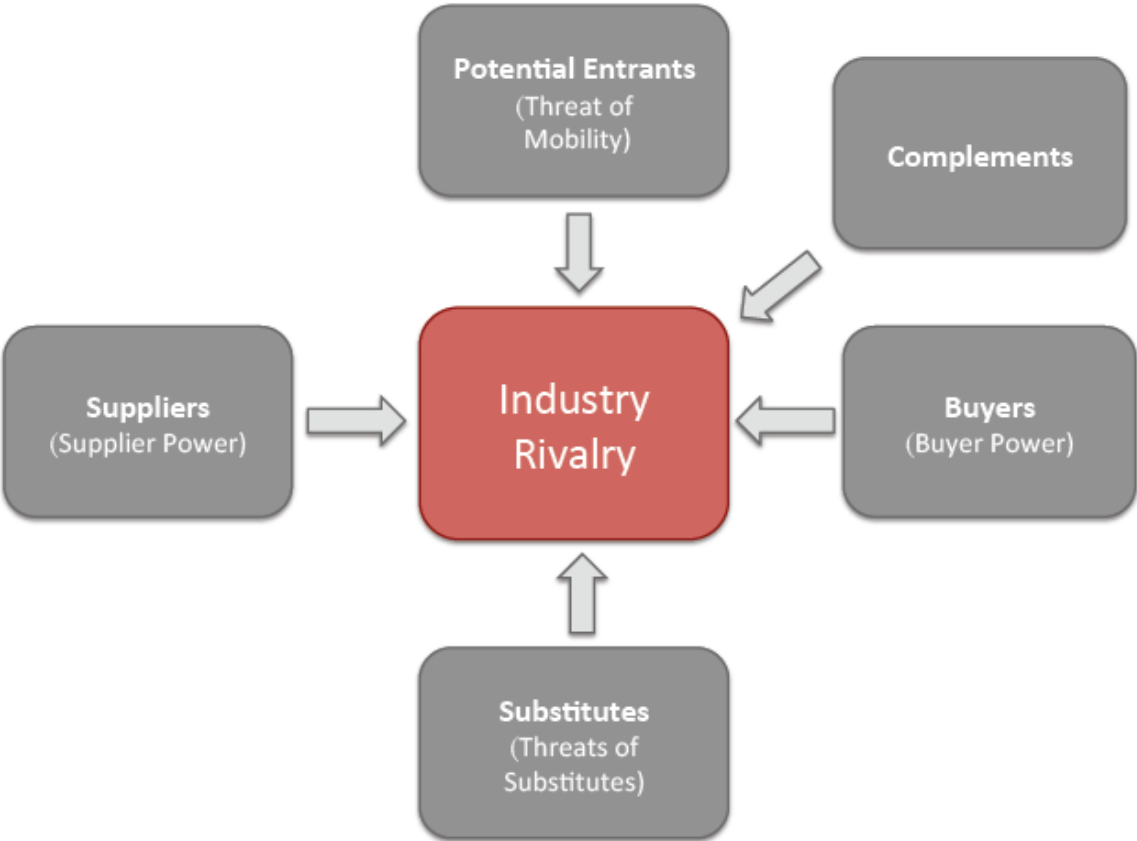 Potential Entrants
(Threat of
Mobility)
Complements
Suppliers
(Supplier Power)
Industry
Rivalry
Buyers
(Buyer Power)
Substitutes
(Threats of
Substitutes)